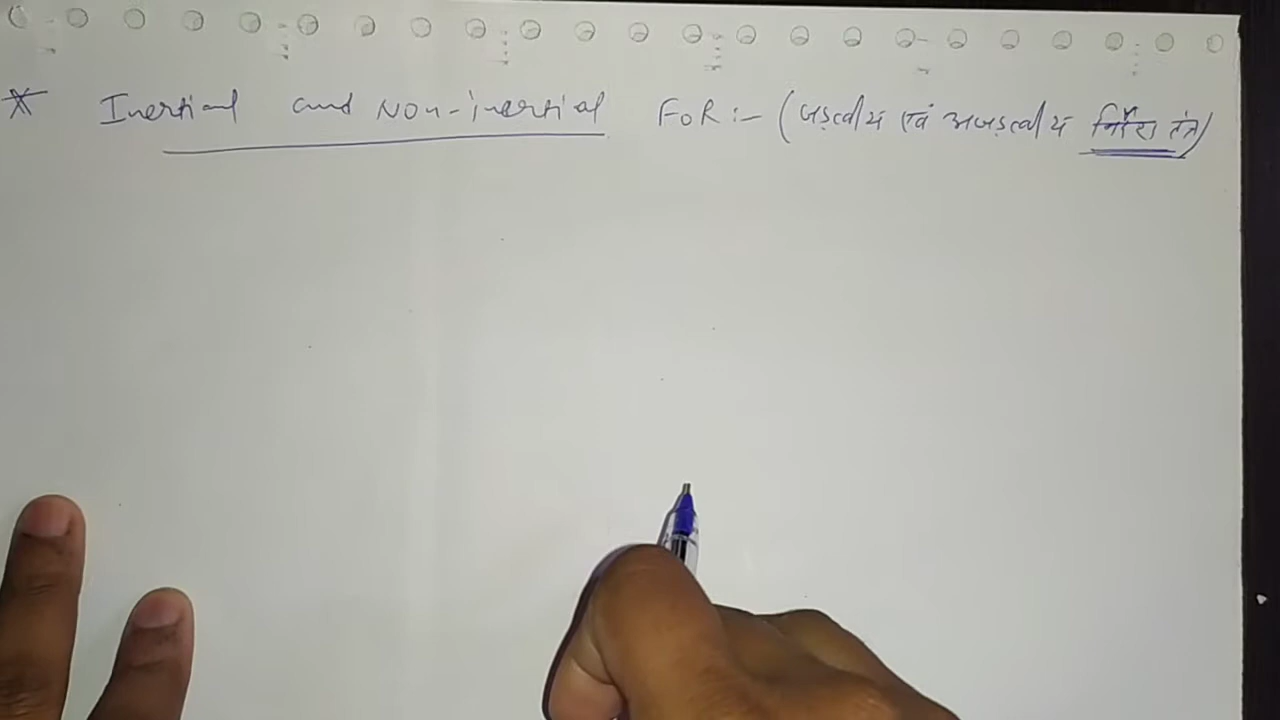 * Inertial and Non-inertial FoR :- (जड़त्वीय एवं अजड़त्वीय निर्देश तंत्र)